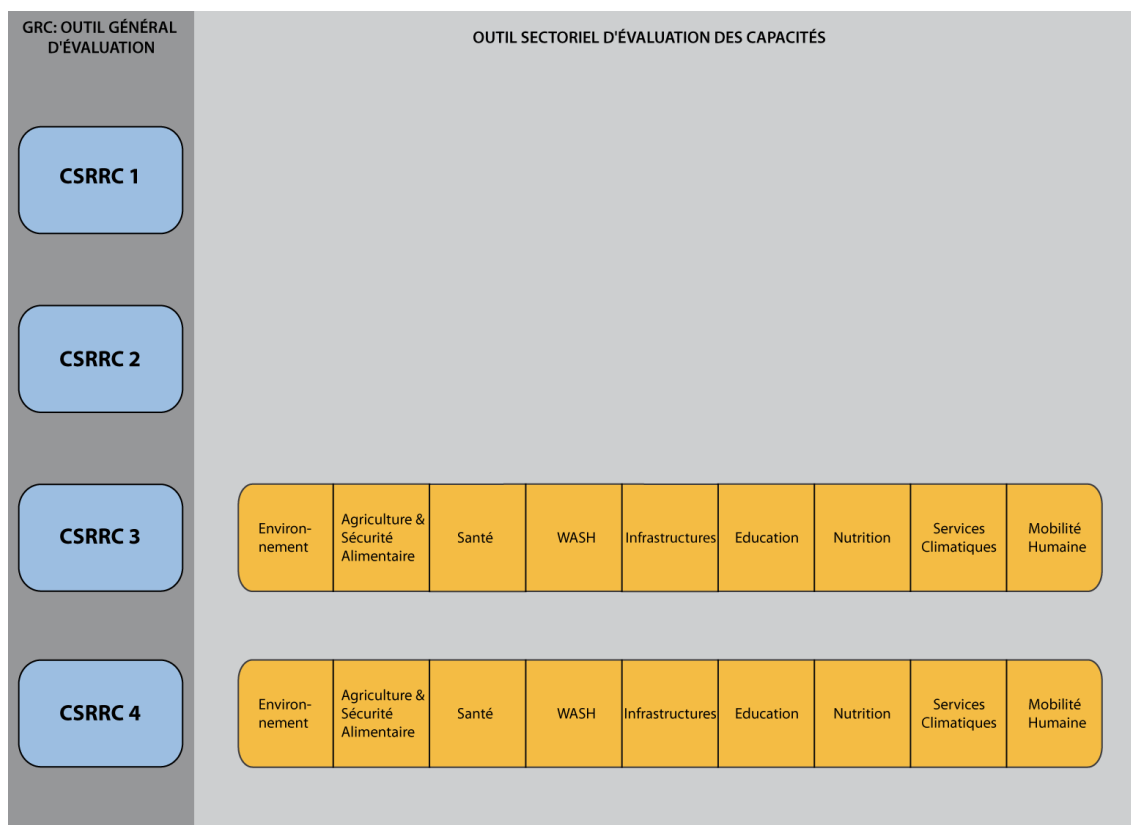 GRC: OUTIL GÉNÉRAL
D'ÉVALUATION
OUTIL SECTORIEL D'ÉVALUATION DES CAPACITÉS
CSRRC 1
CSRRC 2
CSRRC 3
Environ-
nement
Agriculture &
Sécurité
Alimentaire
Santé
WASH
Infrastructures
Education
Nutrition
Services
Climatiques
Mobilité
Humaine
CSRRC 4
Environ-
nement
Agriculture &
Sécurité
Alimentaire
Santé
WASH
Infrastructures
Education
Nutrition
Services
Climatiques
Mobilité
Humaine